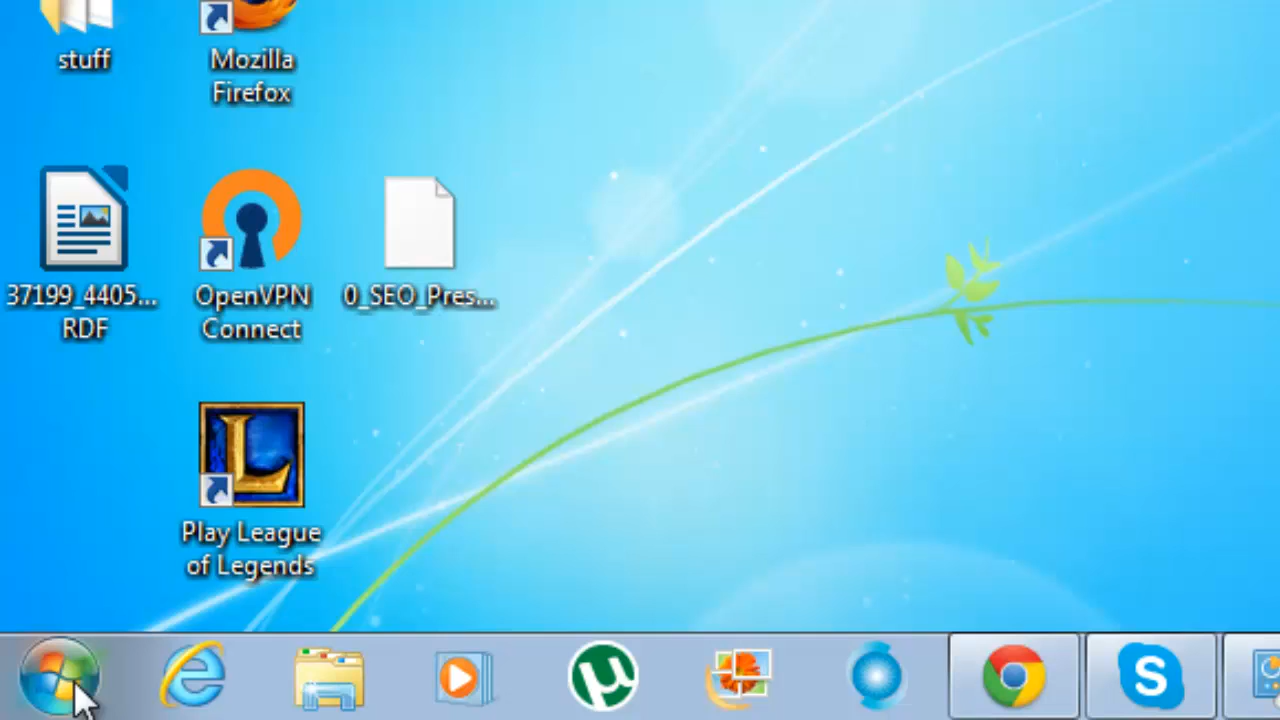 stuff
Mozilla
Firefox
37199_4405...
RDF
OpenVPN
Connect
0_SEO_Pres...
Play League
of Legends